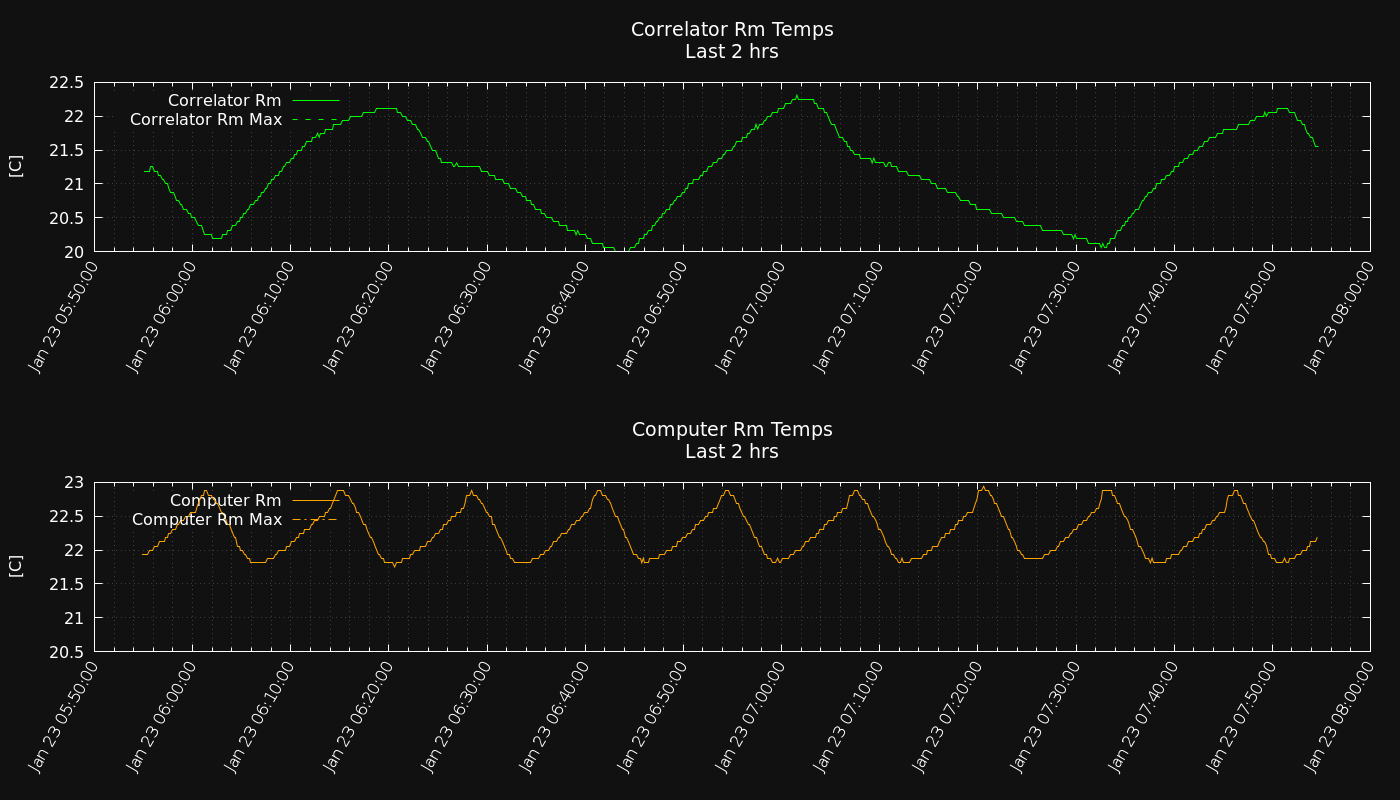 Correlator Rm Temps
Last 2 hrs
Correlator Rm
Correlator Rm Max
[C]
22.5
22
21.5
21
20.5
20
Jan 23 05:50:00
Jan 23 06:00:00
Jan 23 06:10:00
Jan 23 06:20:00
Jan 23 06:30:00
Jan 23 06:40:00
Jan 23 06:50:00
Jan 23 07:00:00
Jan 23 07:10:00
Jan 23 07:20:00
Jan 23 07:30:00
Jan 23 07:40:00
Jan 23 07:50:00
Jan 23 08:00:00
Computer Rm Temps
Last 2 hrs
Computer Rm
Computer Rm Max
[C]
23
22.5
22
21.5
21
20.5
Jan 23 05:50:00
Jan 23 06:00:00
Jan 23 06:10:00
Jan 23 06:20:00
Jan 23 06:30:00
Jan 23 06:40:00
Jan 23 06:50:00
Jan 23 07:00:00
Jan 23 07:10:00
Jan 23 07:20:00
Jan 23 07:30:00
Jan 23 07:40:00
Jan 23 07:50:00
Jan 23 08:00:00